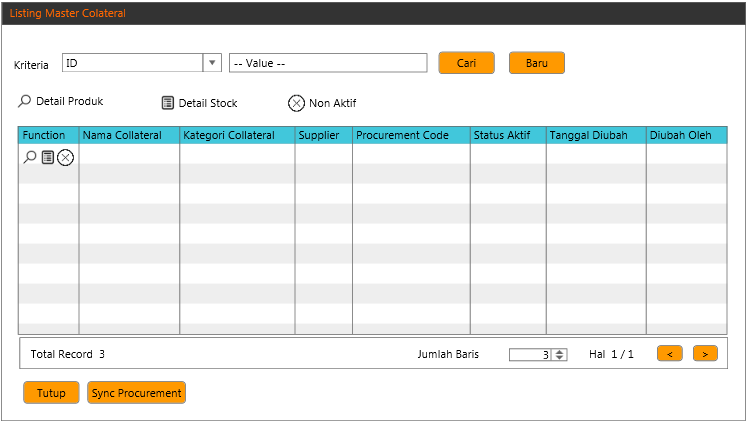 Listing Master Colateral
Kriteria ID -- Value -- Cari Baru
Detail Produk Detail Stock Non Aktif
Function Nama Collateral Kategori Collateral Supplier Procurement Code Status Aktif Tanggal Diubah Diubah Oleh
Total Record 3 Jumlah Baris 3 Hal 1 / 1 < >
Tutup Sync Procurement